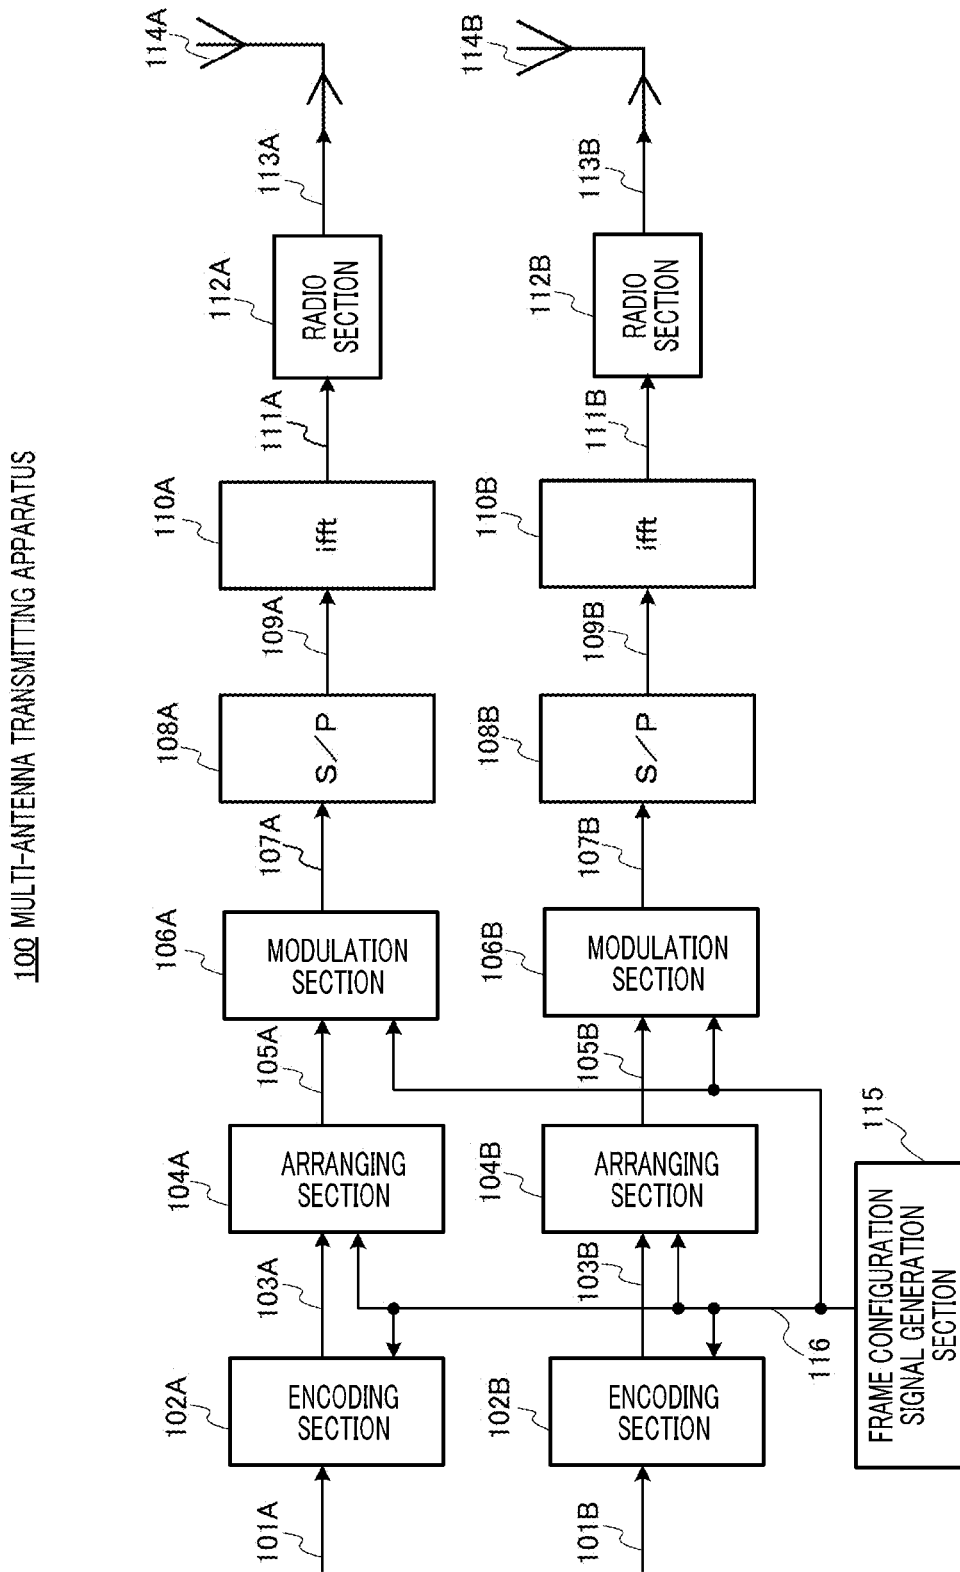 100 MULTI-ANTENNA TRANSMITTING APPARATUS
101A
102A
ENCODING
SECTION
103A
104A
ARRANGING
SECTION
105A
106A
MODULATION
SECTION
107A
108A
S/P
109A
110A
ifft
111A
112A
RADIO
SECTION
113A
114A
101B
102B
ENCODING
SECTION
103B
104B
ARRANGING
SECTION
105B
106B
MODULATION
SECTION
107B
108B
S/P
109B
110B
ifft
111B
112B
RADIO
SECTION
113B
114B
116
115
FRAME CONFIGURATION
SIGNAL GENERATION
SECTION